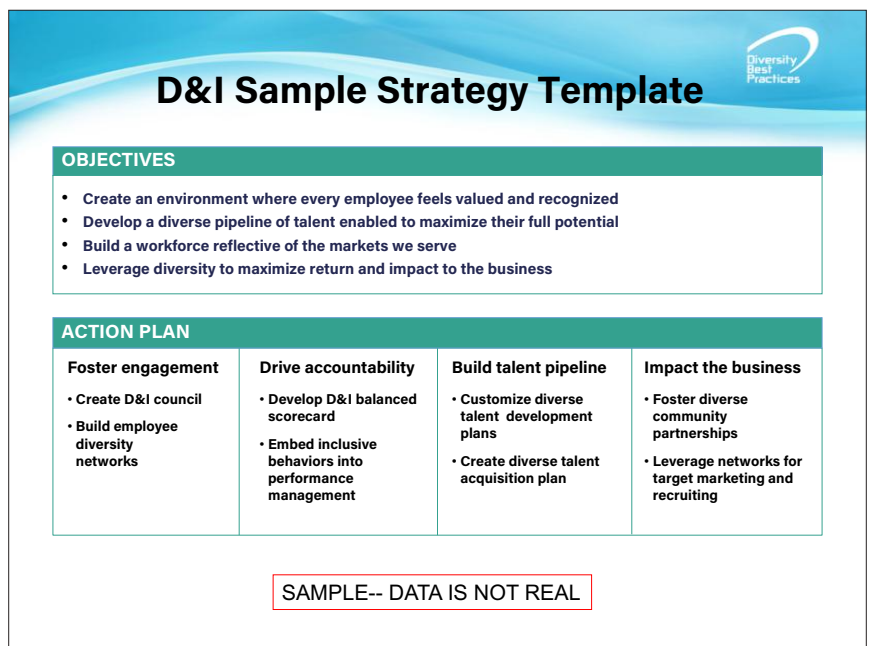 Diversity
Best
Practices
D&I Sample Strategy Template
OBJECTIVES
• Create an environment where every employee feels valued and recognized
• Develop a diverse pipeline of talent enabled to maximize their full potential
• Build a workforce reflective of the markets we serve
• Leverage diversity to maximize return and impact to the business
ACTION PLAN
Foster engagement
• Create D&I council
• Build employee
diversity
networks
Drive accountability
• Develop D&I balanced
scorecard
• Embed inclusive
behaviors into
performance
management
Build talent pipeline
• Customize diverse
talent development
plans
• Create diverse talent
acquisition plan
Impact the business
• Foster diverse
community
partnerships
• Leverage networks for
target marketing and
recruiting
SAMPLE-- DATA IS NOT REAL